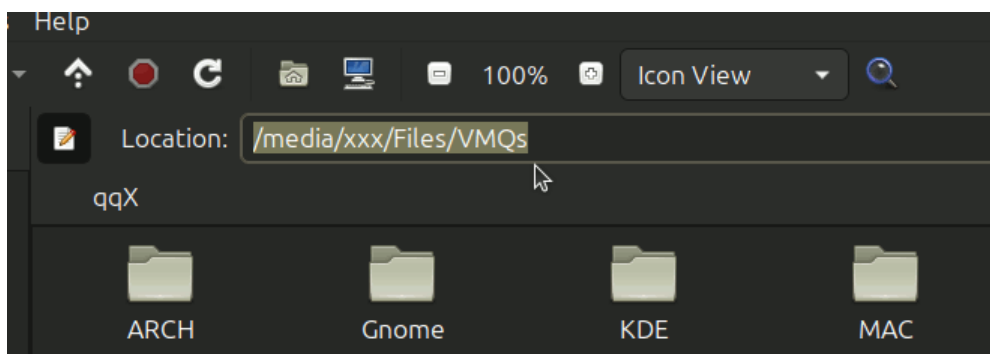 Help
100% Icon View
Location: /media/xxx/Files/VMQs
qqX
ARCH Gnome KDE MAC